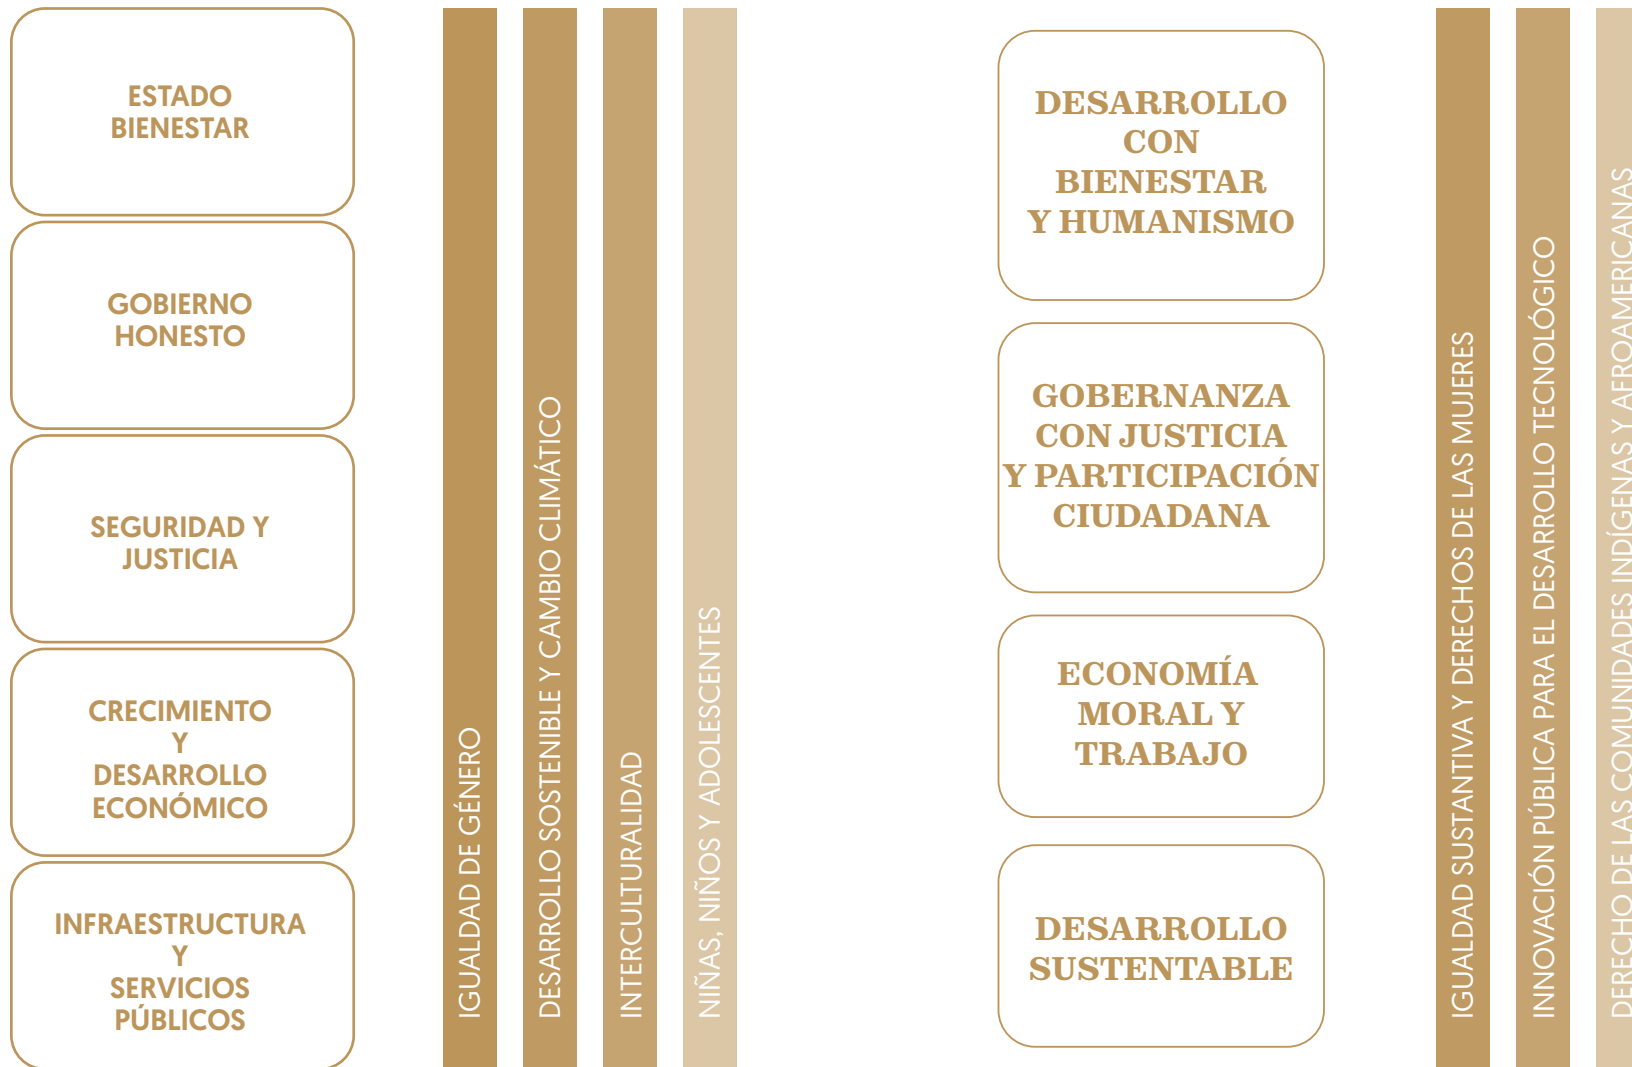 ESTADO
BIENESTAR
GOBIERNO
HONESTO
SEGURIDAD Y
JUSTICIA
CRECIMIENTO
Y
DESARROLLO
ECONÓMICO
INFRAESTRUCTURA
Y
SERVICIOS
PÚBLICOS
IGUALDAD DE GÉNERO
DESARROLLO SOSTENIBLE Y CAMBIO CLIMÁTICO
INTERCULTURALIDAD
NIÑAS, NIÑOS Y ADOLESCENTES
DESARROLLO
CON
BIENESTAR
Y HUMANISMO
GOBERNANZA
CON JUSTICIA
Y PARTICIPACIÓN
CIUDADANA
ECONOMÍA
MORAL Y
TRABAJO
DESARROLLO
SUSTENTABLE
IGUALDAD SUSTANTIVA Y DERECHOS DE LAS MUJERES
INNOVACIÓN PÚBLICA PARA EL DESARROLLO TECNOLÓGICO
DERECHO DE LAS COMUNIDADES INDÍGENAS Y AFROAMERICANAS